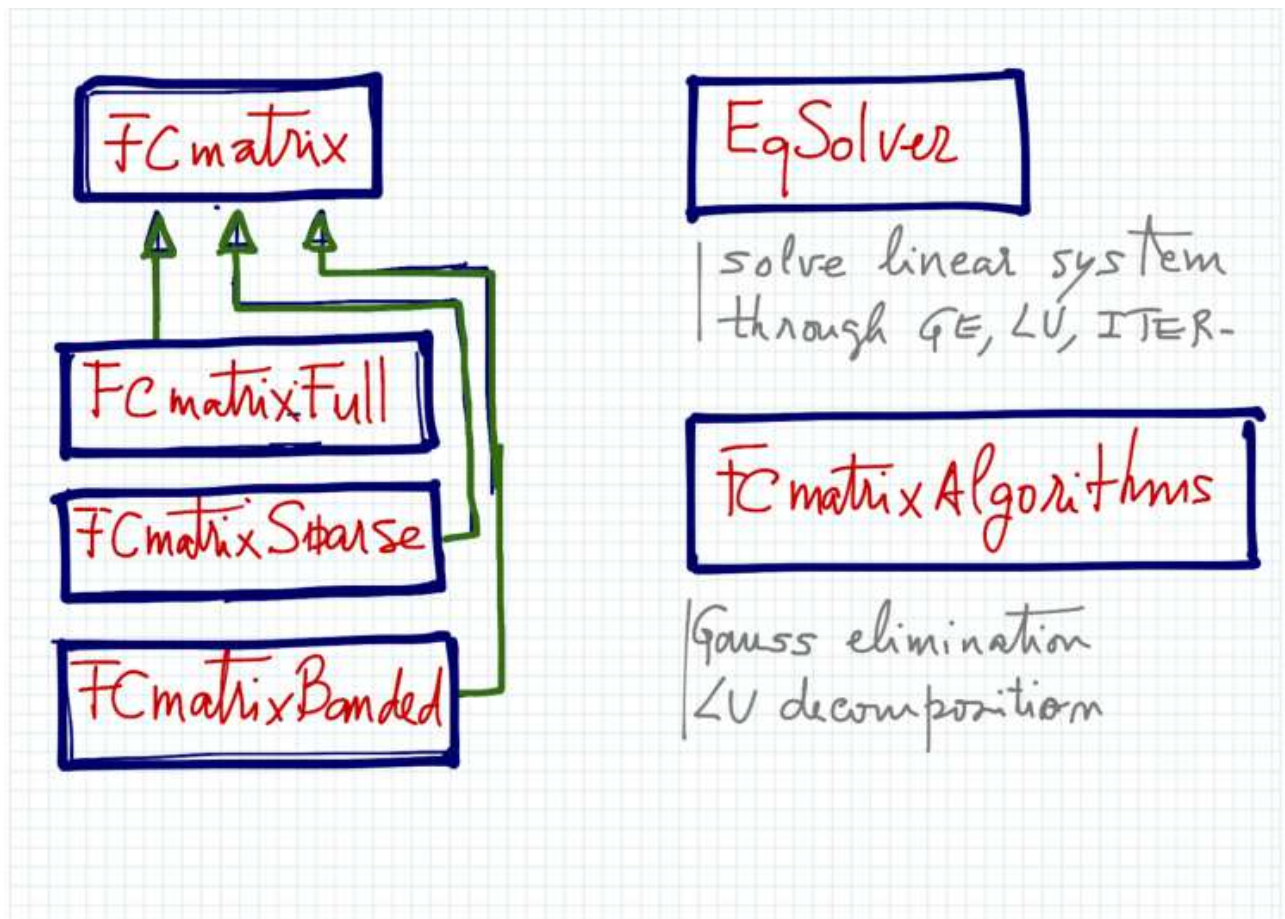 FCmatrix
FCmatrixFull
FCmatrixSparse
FCmatrixBanded
EqSolver
solve linear system
through GE, LU, ITER-
FCmatrixAlgorithms
Gauss elimination
LU decomposition